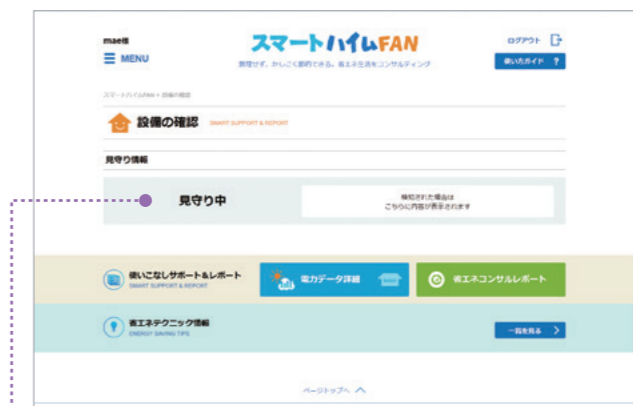 mae様
MENU
スマートハイムFAN
無理せず、かしこく節約できる。省エネ生活をコンサルティング
ログアウト
使い方ガイド ?
スマートハイムFAN > 設備の確認
設備の確認 SMART SUPPORT & REPORT
見守り情報
見守り中
検知された場合は
こちらに内容が表示されます
使いこなしサポート&レポート
SMART SUPPORT & REPORT
電力データ詳細
省エネコンサルレポート
省エネテクニック情報
ENERGY SAVING TIPS
一覧を見る
ページトップへ